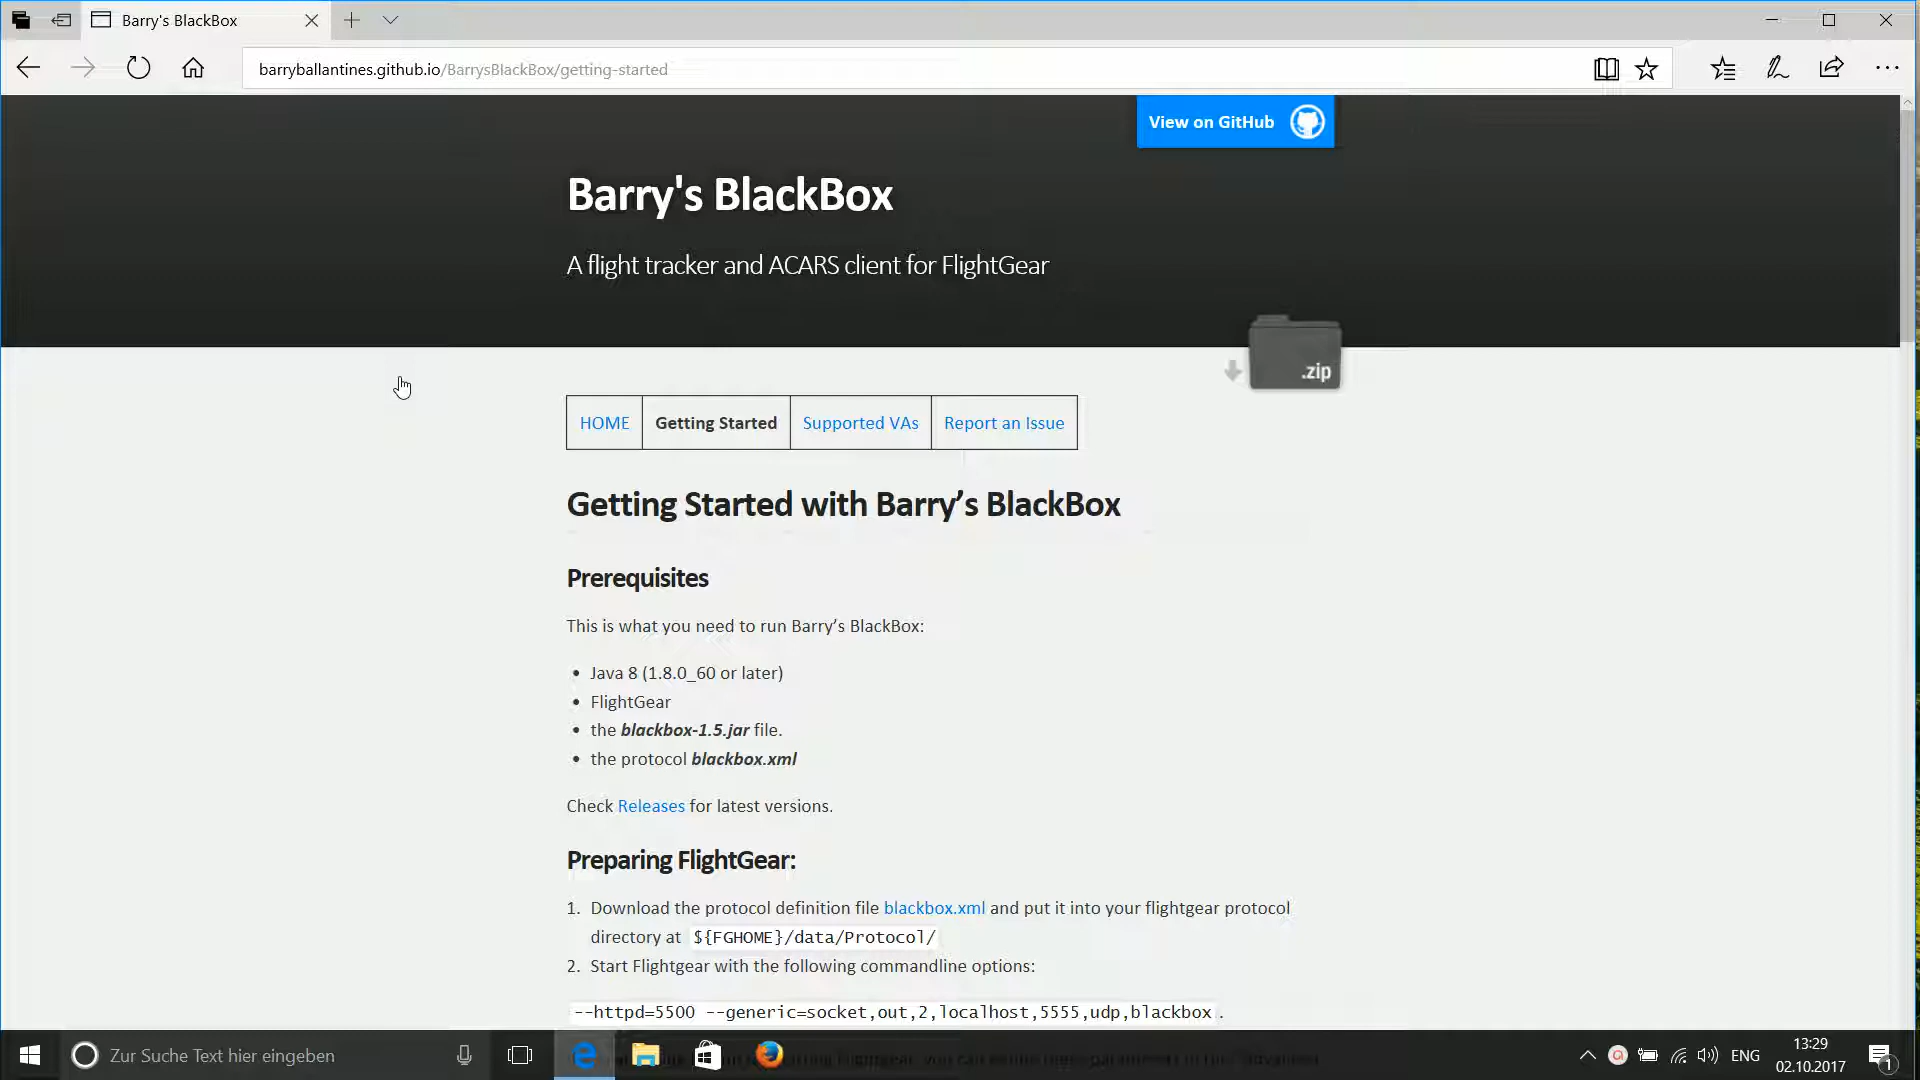 Barry's BlackBox
barryballantines.github.io/BarrysBlackBox/getting-started
View on GitHub
Barry's BlackBox
A flight tracker and ACARS client for FlightGear
.zip
HOME
Getting Started
Supported VAs
Report an Issue
Getting Started with Barry’s BlackBox
Prerequisites
This is what you need to run Barry’s BlackBox:
• Java 8 (1.8.0_60 or later)
• FlightGear
• the blackbox-1.5.jar file.
• the protocol blackbox.xml
Check Releases for latest versions.
Preparing FlightGear:
1. Download the protocol definition file blackbox.xml and put it into your flightgear protocol
directory at ${FGHOME}/data/Protocol/
2. Start Flightgear with the following commandline options:
--httpd=5500 --generic=socket,out,2,localhost,5555,udp,blackbox .
Zur Suche Text hier eingeben
ENG
13:29
02.10.2017
1